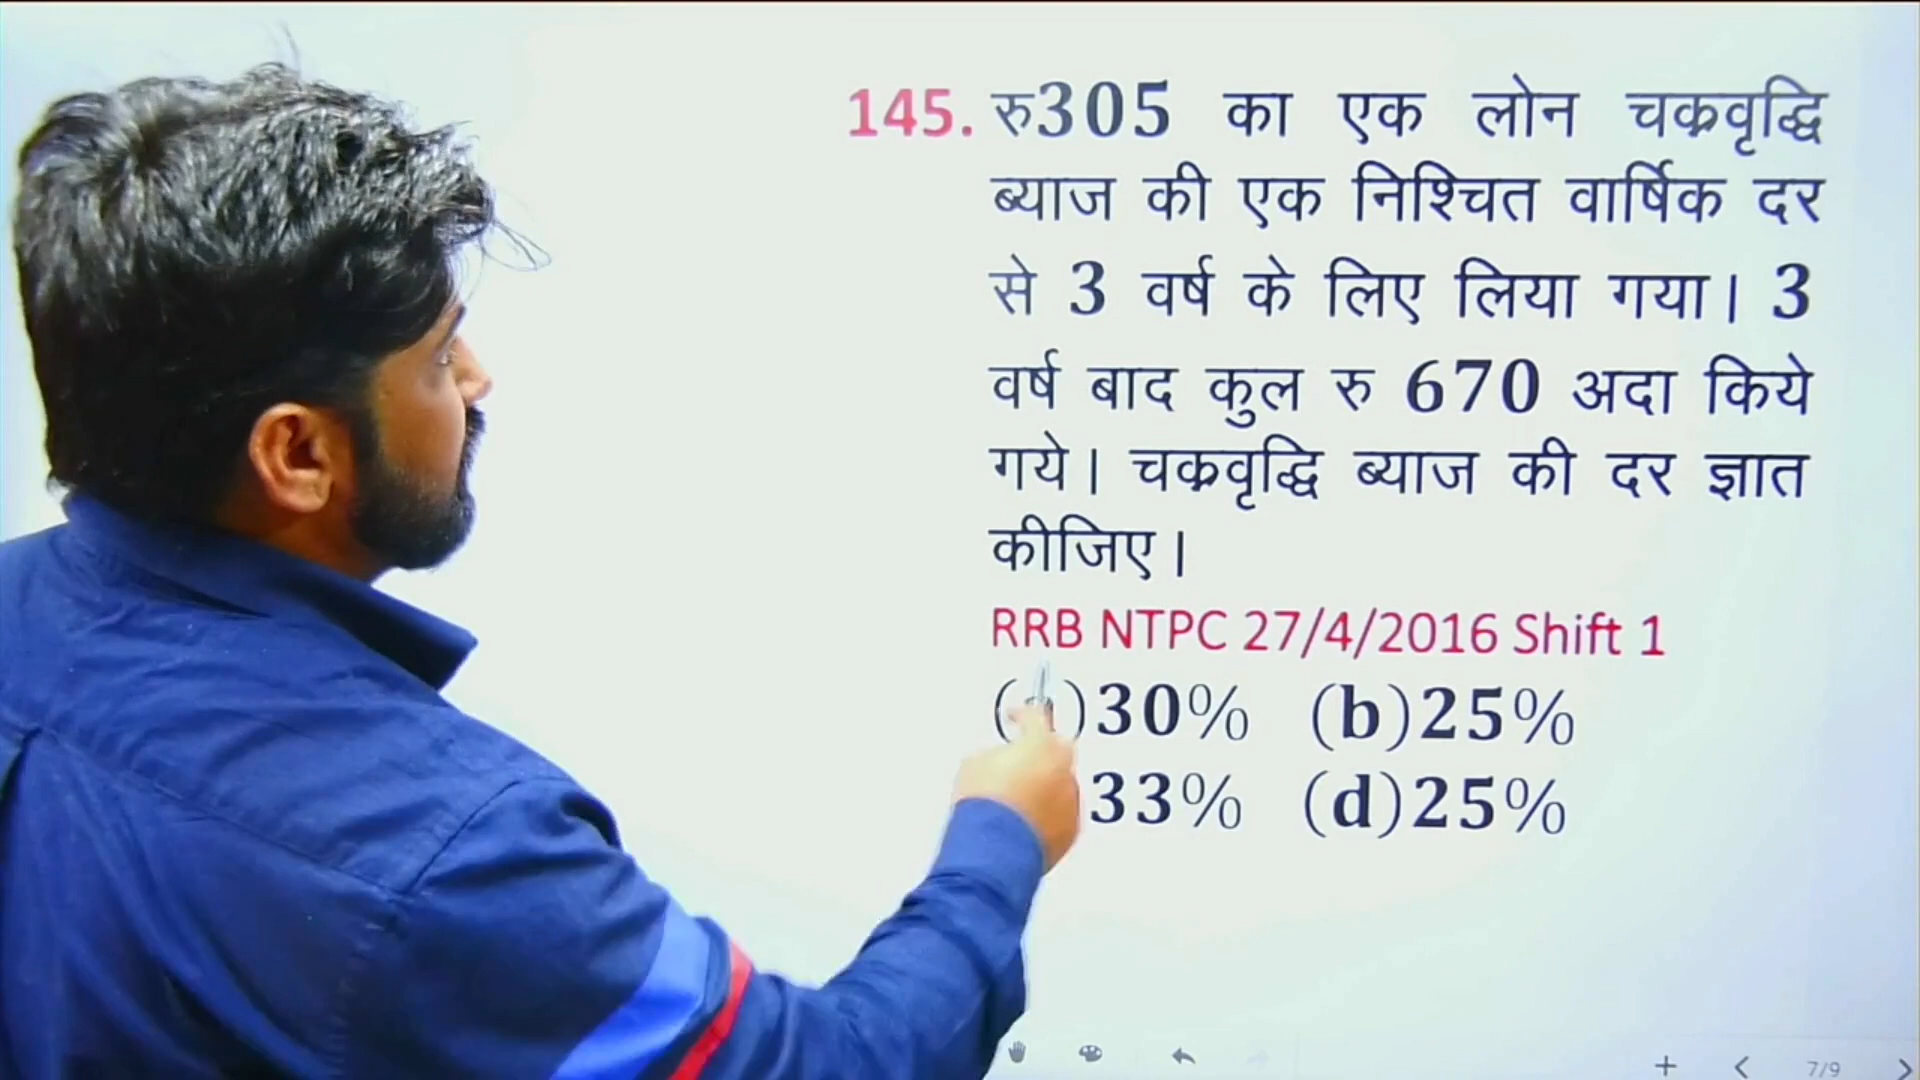 145. रु305 का एक लोन चक्रवृद्धि
ब्याज की एक निश्चित वार्षिक दर
से 3 वर्ष के लिए लिया गया। 3
वर्ष बाद कुल रु 670 अदा किये
गये। चक्रवृद्धि ब्याज की दर ज्ञात
कीजिए।
RRB NTPC 27/4/2016 Shift 1
30% (b)25%
33% (d)25%
7/9